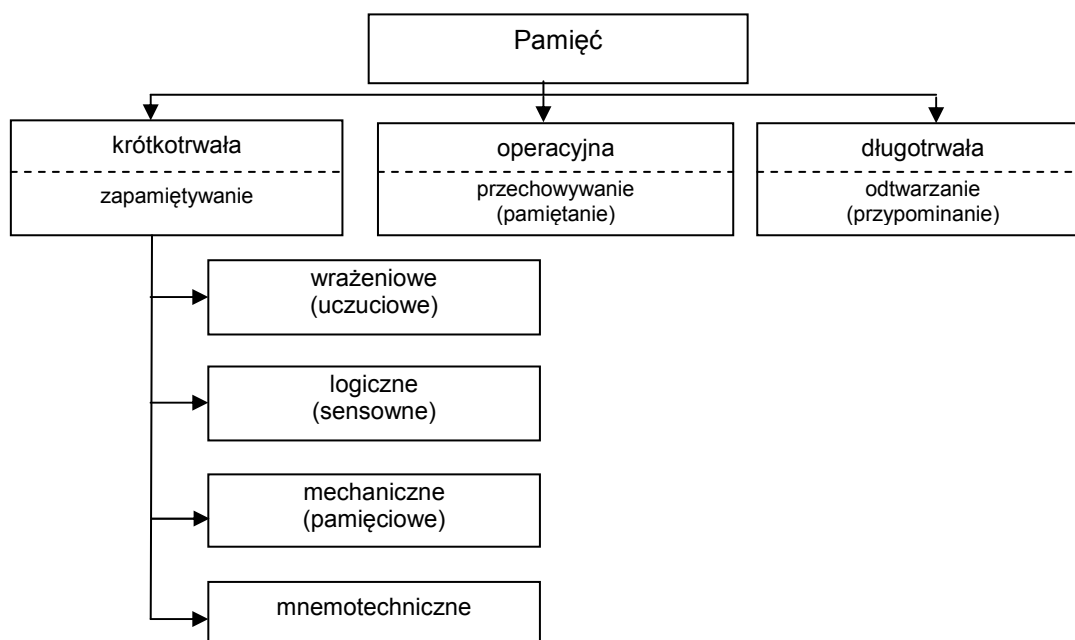 Pamięć
krótkotrwała
zapamiętywanie
operacyjna
przechowywanie
(pamiętanie)
długotrwała
odtwarzanie
(przypominanie)
wrażeniowe
(uczuciowe)
logiczne
(sensowne)
mechaniczne
(pamięciowe)
mnemotechniczne